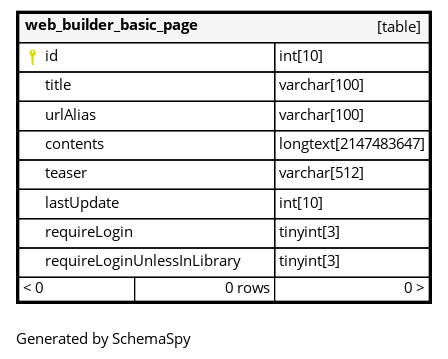 web_builder_basic_page [table]
id int[10]
title varchar[100]
urlAlias varchar[100]
contents longtext[2147483647]
teaser varchar[512]
lastUpdate int[10]
requireLogin tinyint[3]
requireLoginUnlessInLibrary tinyint[3]
< 0 0 rows 0 >
Generated by SchemaSpy